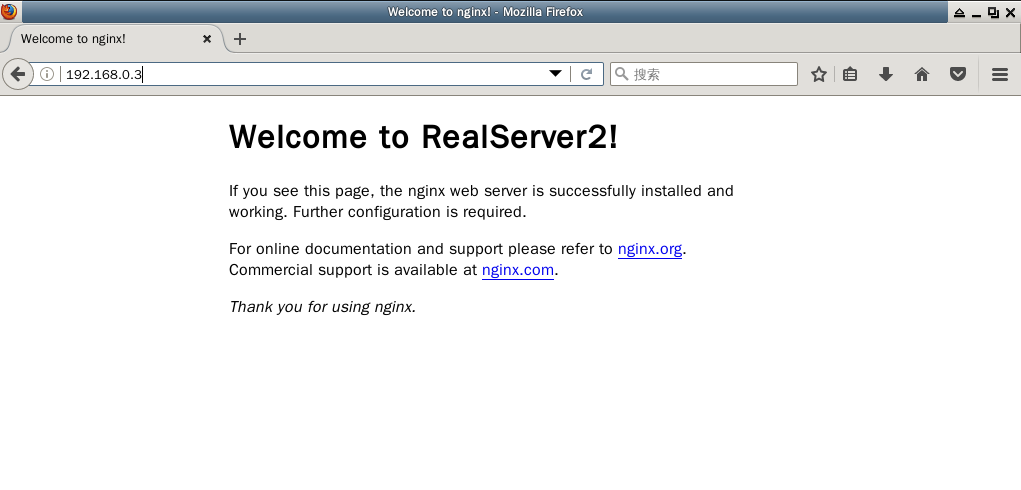 Welcome to nginx! - Mozilla Firefox
Welcome to nginx!
192.168.0.3
搜索
Welcome to RealServer2!
If you see this page, the nginx web server is successfully installed and
working. Further configuration is required.
For online documentation and support please refer to nginx.org.
Commercial support is available at nginx.com.
Thank you for using nginx.